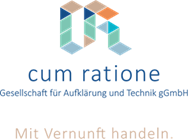 cum ratione
Gesellschaft für Aufklärung und Technik gGmbH
Mit Vernunft handeln.